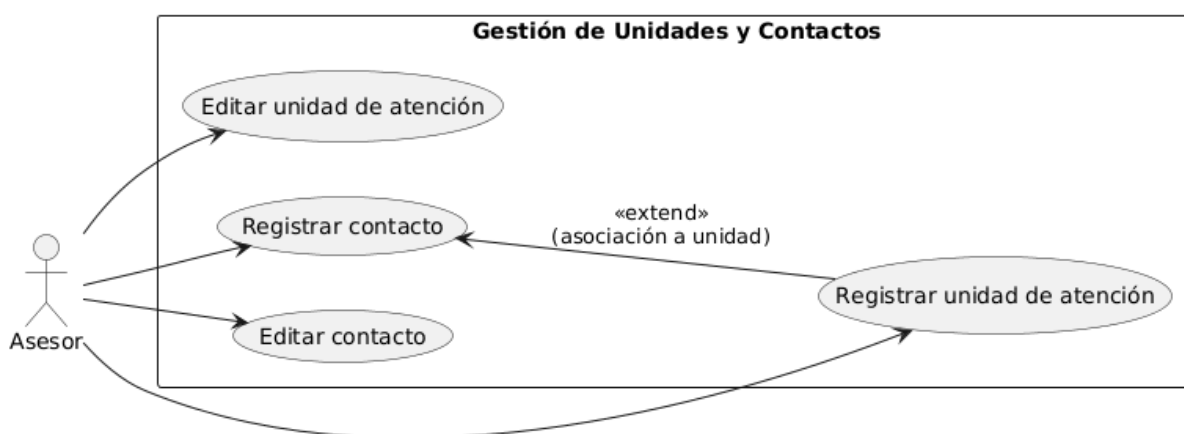 Gestión de Unidades y Contactos
Editar unidad de atención
Registrar contacto
«extend»
(asociación a unidad)
Registrar unidad de atención
Editar contacto
Asesor